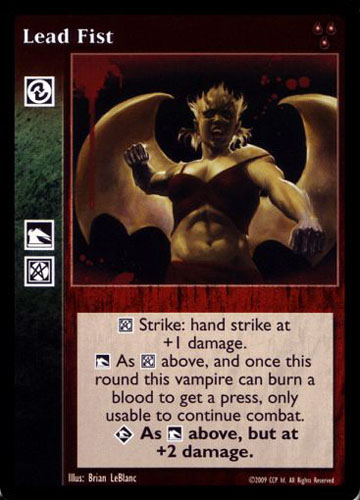 Lead Fist
Strike: hand strike at
+1 damage.
As above, and once this
round this vampire can burn a
blood to get a press, only
usable to continue combat.
As above, but at
+2 damage.
Illus: Brian LeBlanc
©2009 CCP hf. All Rights Reserved